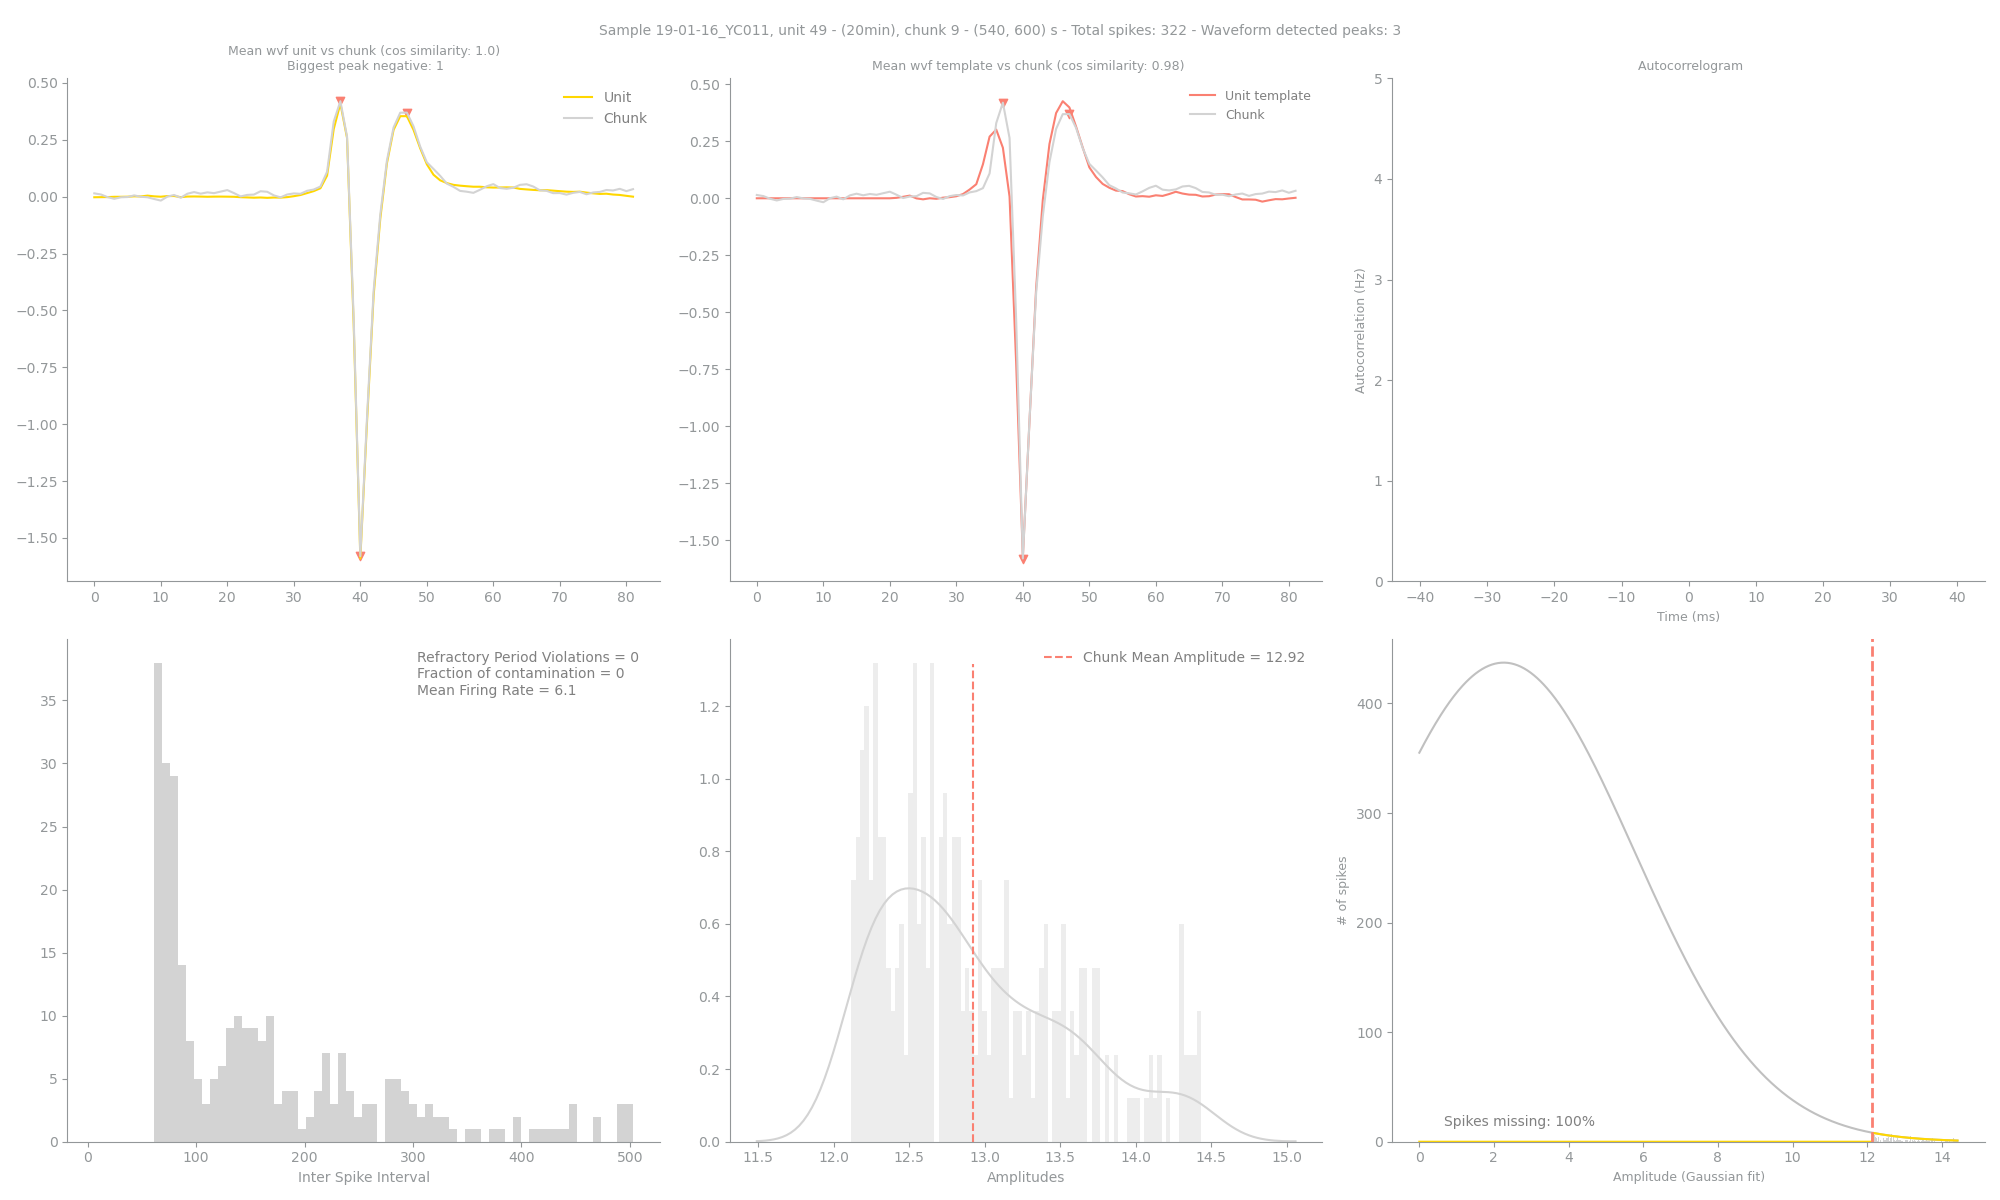 Sample 19-01-16_YC011, unit 49 - (20min), chunk 9 - (540, 600) s - Total spikes: 322 - Waveform detected peaks: 3
Mean wvf unit vs chunk (cos similarity: 1.0)
Biggest peak negative: 1
Unit
Chunk
0.50
0.25
0.00
−0.25
−0.50
−0.75
−1.00
−1.25
−1.50
0 10 20 30 40 50 60 70 80
Mean wvf template vs chunk (cos similarity: 0.98)
Unit template
Chunk
0.50
0.25
0.00
−0.25
−0.50
−0.75
−1.00
−1.25
−1.50
0 10 20 30 40 50 60 70 80
Autocorrelogram
Autocorrelation (Hz)
5
4
3
2
1
0
−40 −30 −20 −10 0 10 20 30 40
Time (ms)
Refractory Period Violations = 0
Fraction of contamination = 0
Mean Firing Rate = 6.1
35
30
25
20
15
10
5
0
0 100 200 300 400 500
Inter Spike Interval
Chunk Mean Amplitude = 12.92
1.2
1.0
0.8
0.6
0.4
0.2
0.0
11.5 12.0 12.5 13.0 13.5 14.0 14.5 15.0
Amplitudes
# of spikes
400
300
200
100
0
Spikes missing: 100%
0 2 4 6 8 10 12 14
Amplitude (Gaussian fit)